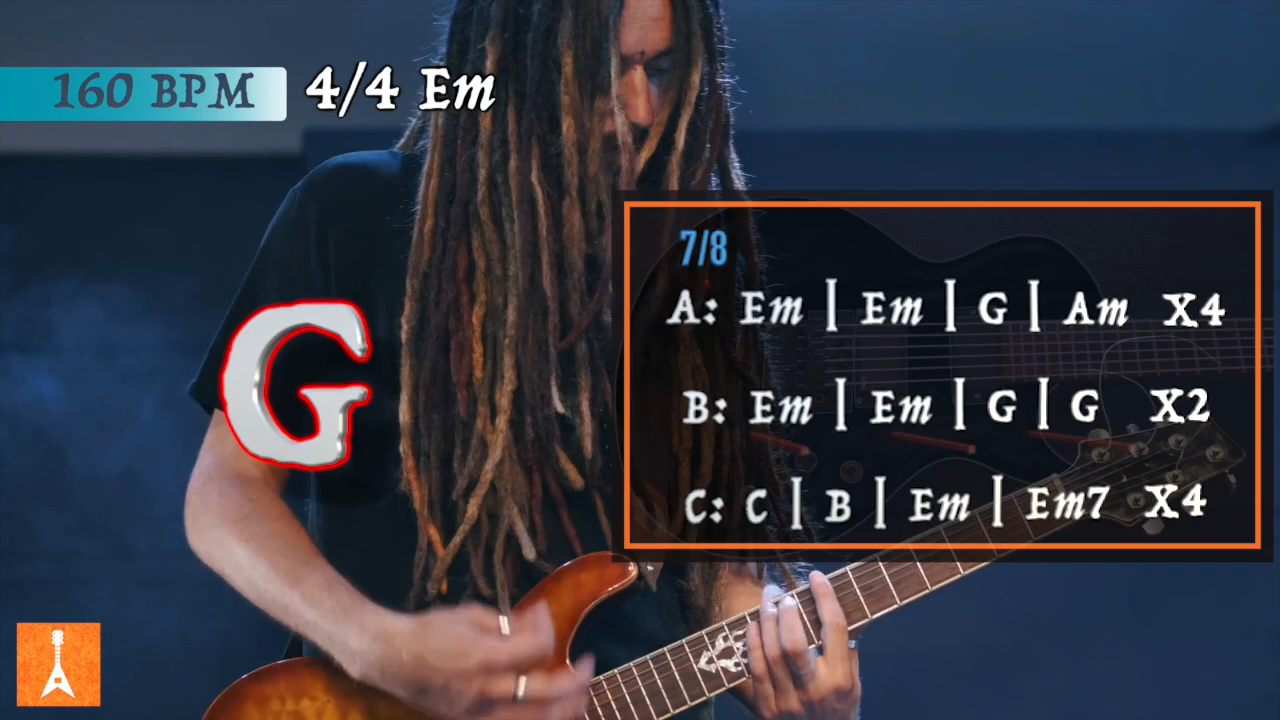 160 BPM 4/4 Em
7/8
A: Em | Em | G | Am X4
G
B: Em | Em | G | G X2
C: C | B | Em | Em7 X4